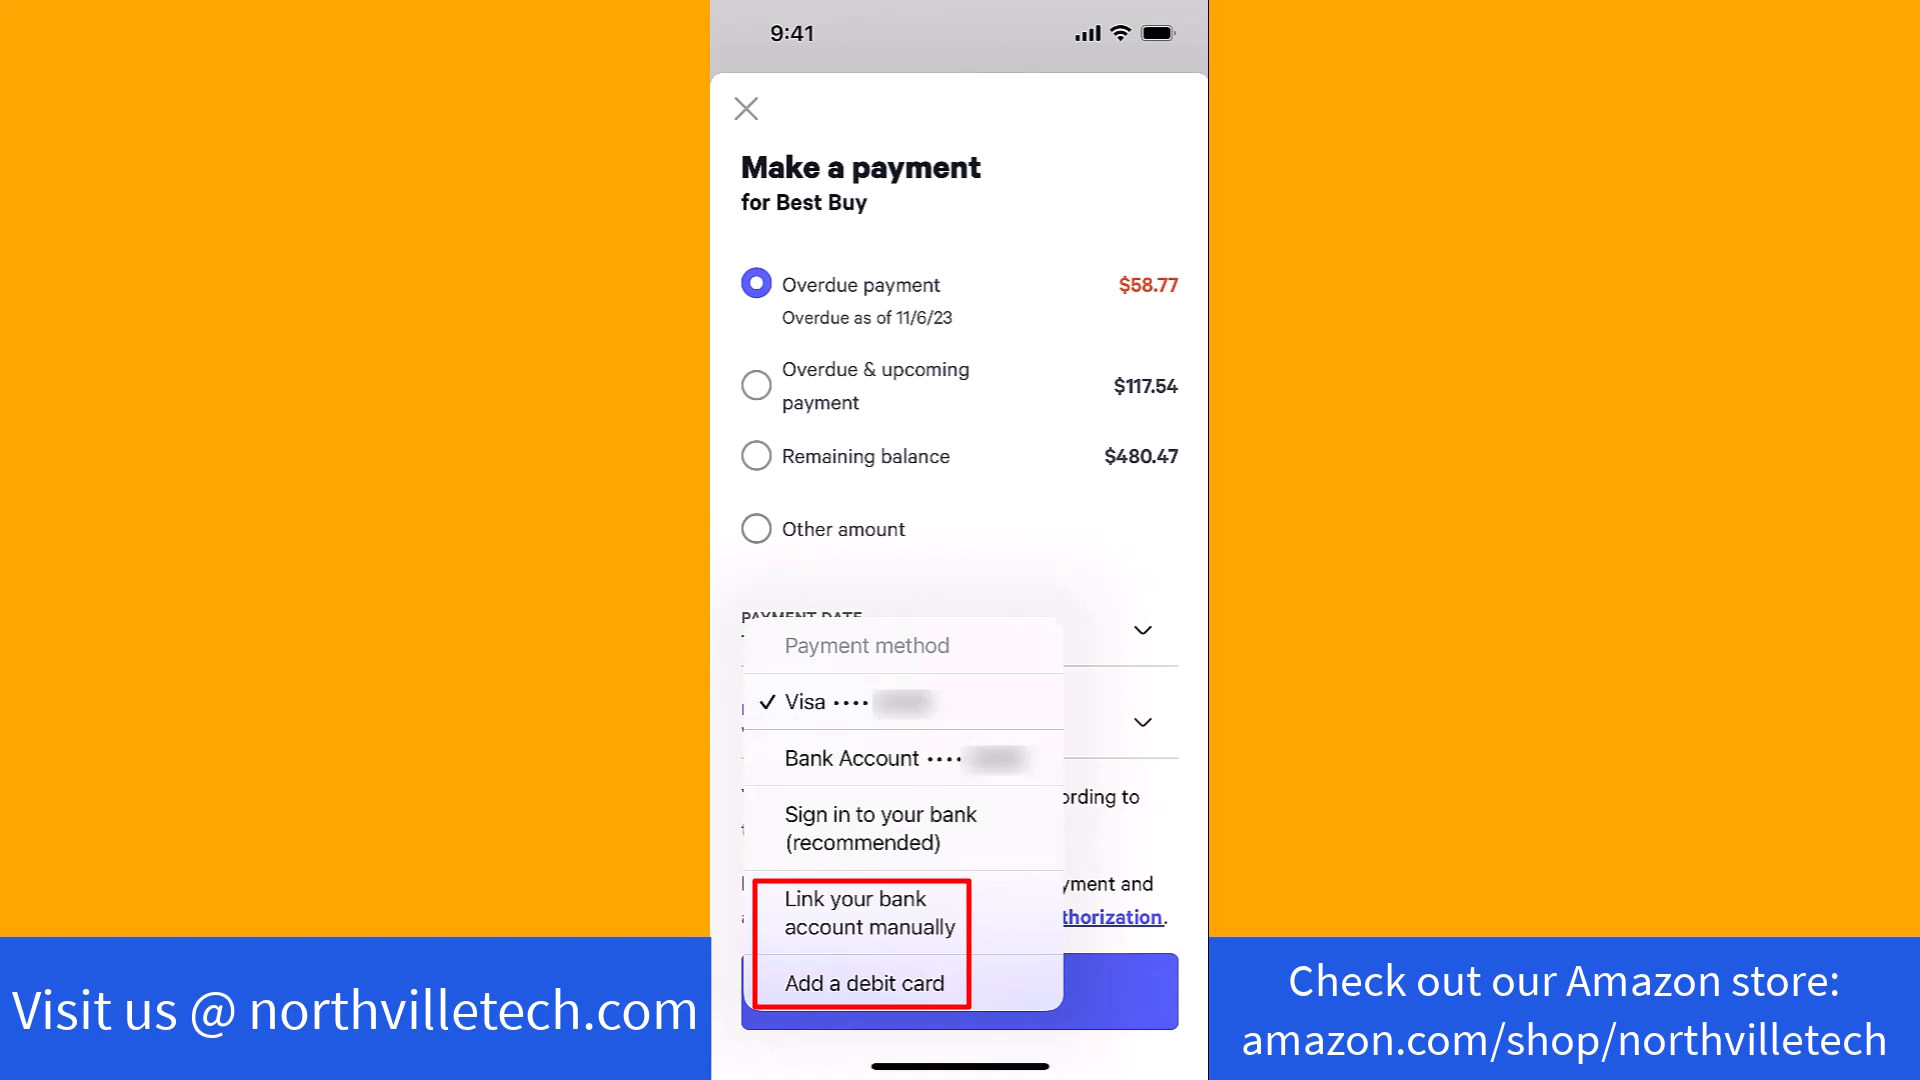 9:41
Make a payment
for Best Buy
Overdue payment $58.77
Overdue as of 11/6/23
Overdue & upcoming
payment $117.54
Remaining balance $480.47
Other amount
PAYMENT DATE
Payment method
✓ Visa ••••
Bank Account ••••
Sign in to your bank
(recommended)
ording to
Link your bank
account manually
yment and
thorization.
Add a debit card
Visit us @ northvilletech.com
Check out our Amazon store:
amazon.com/shop/northvilletech